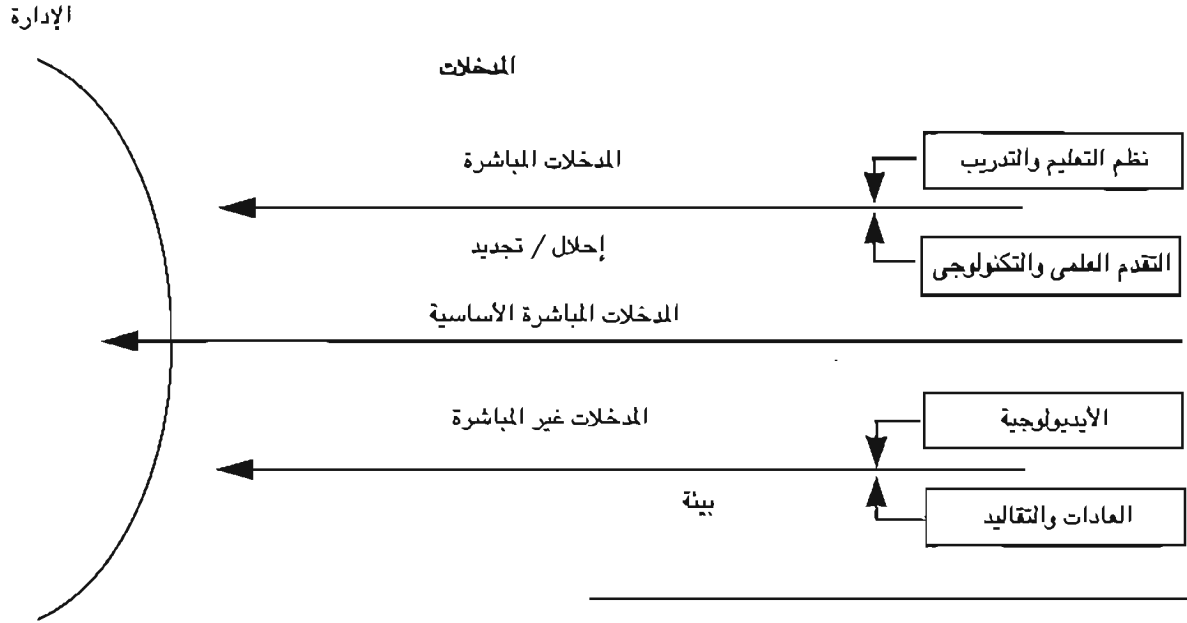 الإدارة
المدخلات
نظم التعليم والتدريب
المدخلات المباشرة
إحلال / تجديد
التقدم العلمى والتكنولوجى
المدخلات المباشرة الأساسية
الأيديولوجية
المدخلات غير المباشرة
بيئة
العادات والتقاليد